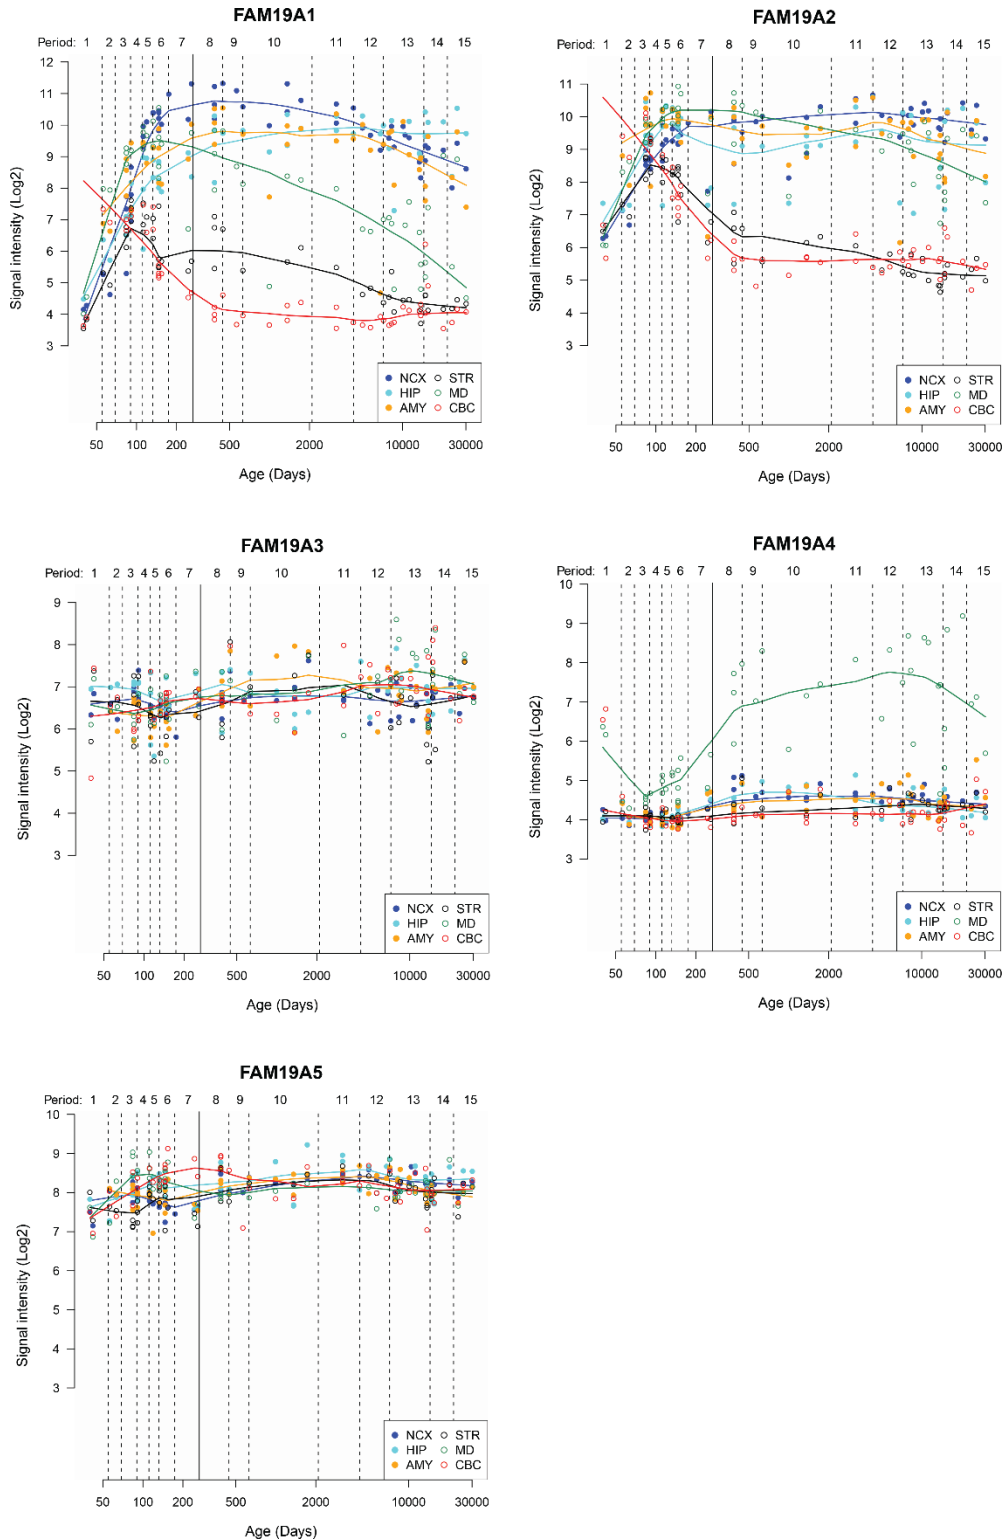 FAM19A1
Period: 1 2 3 4 5 6 7 8 9 10 11 12 13 14 15
12
11
10
9
8
7
6
5
4
3
Signal intensity (Log2)
NCX STR
HIP MD
AMY CBC
50 100 200 500 2000 10000 30000
Age (Days)
FAM19A2
Period: 1 2 3 4 5 6 7 8 9 10 11 12 13 14 15
11
10
9
8
7
6
5
4
3
Signal intensity (Log2)
NCX STR
HIP MD
AMY CBC
50 100 200 500 2000 10000 30000
Age (Days)
FAM19A3
Period: 1 2 3 4 5 6 7 8 9 10 11 12 13 14 15
9
8
7
6
5
4
3
Signal intensity (Log2)
NCX STR
HIP MD
AMY CBC
50 100 200 500 2000 10000 30000
Age (Days)
FAM19A4
Period: 1 2 3 4 5 6 7 8 9 10 11 12 13 14 15
10
9
8
7
6
5
4
3
Signal intensity (Log2)
NCX STR
HIP MD
AMY CBC
50 100 200 500 2000 10000 30000
Age (Days)
FAM19A5
Period: 1 2 3 4 5 6 7 8 9 10 11 12 13 14 15
10
9
8
7
6
5
4
3
Signal intensity (Log2)
NCX STR
HIP MD
AMY CBC
50 100 200 500 2000 10000 30000
Age (Days)